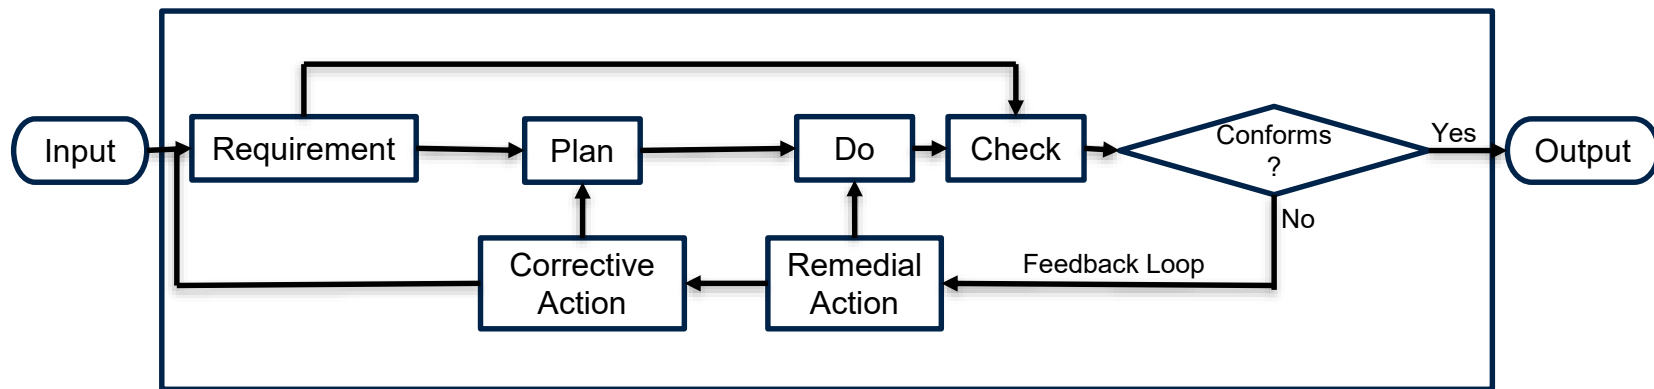 Input
Requirement
Plan
Do
Check
Conforms
?
Yes
Output
No
Corrective
Action
Remedial
Action
Feedback Loop